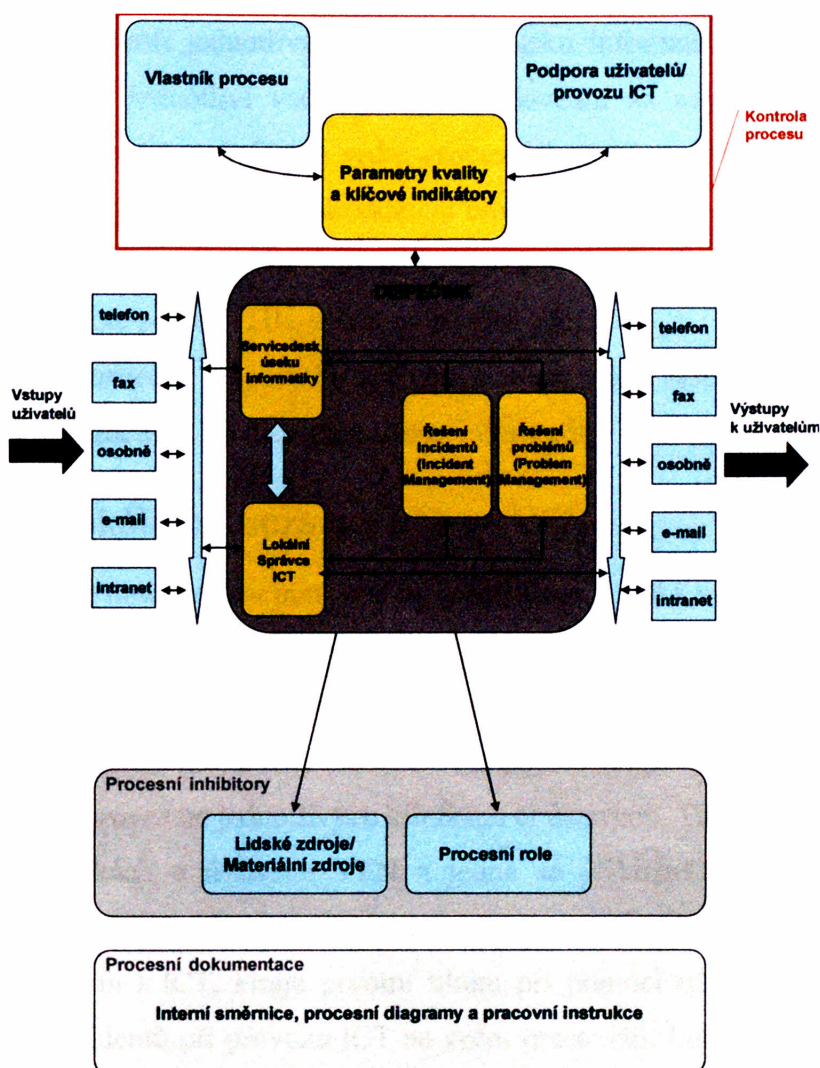 Vlastník procesu
Podpora uživatelů/
provozu ICT
Kontrola
procesu
Parametry kvality
a klíčové indikátory
telefon
fax
osobně
e-mail
intranet
Vstupy
uživatelů
Servicedesk
úseku
informatiky
Lokální
Správce
ICT
Řešení
incidentů
(Incident
Management)
Řešení
problémů
(Problem
Management)
telefon
fax
osobně
e-mail
intranet
Výstupy
k uživatelům
Procesní inhibitory
Lidské zdroje/
Materiální zdroje
Procesní role
Procesní dokumentace
Interní směrnice, procesní diagramy a pracovní instrukce